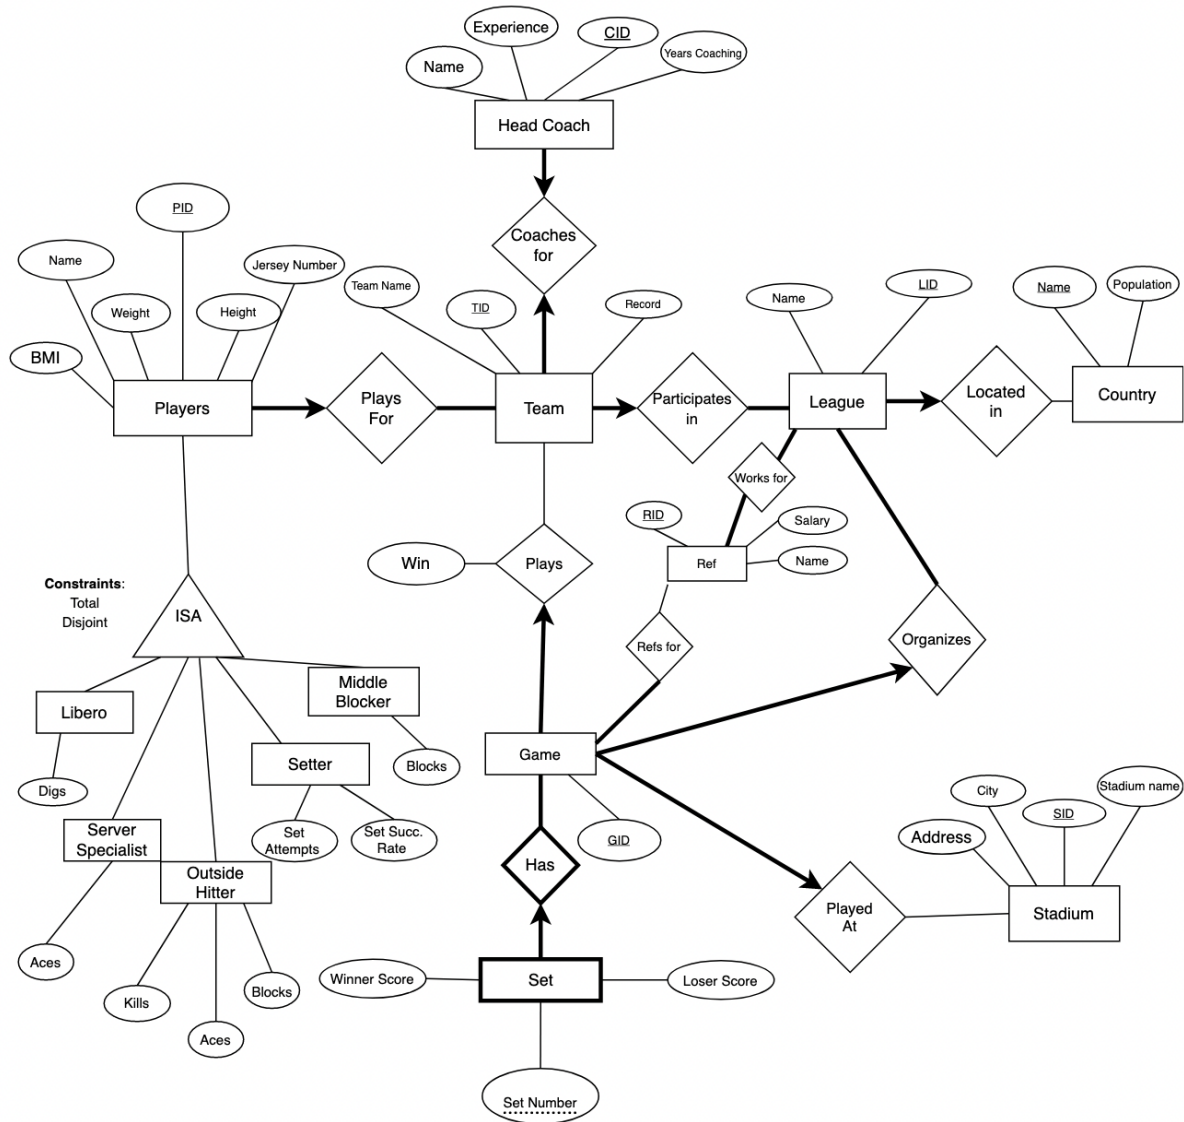 Experience
CID
Years Coaching
Name
Head Coach
PID
Coaches
for
Name
Jersey Number
Team Name
TID
Record
Name
LID
Name
Population
Weight
Height
BMI
Players
Plays
For
Team
Participates
in
League
Located
in
Country
Works for
RID
Salary
Win
Plays
Ref
Name
Constraints:
Total
Disjoint
ISA
Refs for
Organizes
Middle
Blocker
Libero
Game
Setter
Blocks
Digs
City
SID
Stadium name
Server
Specialist
Set
Attempts
Set Succ.
Rate
GID
Address
Has
Outside
Hitter
Played
At
Stadium
Aces
Kills
Blocks
Aces
Winner Score
Set
Loser Score
Set Number